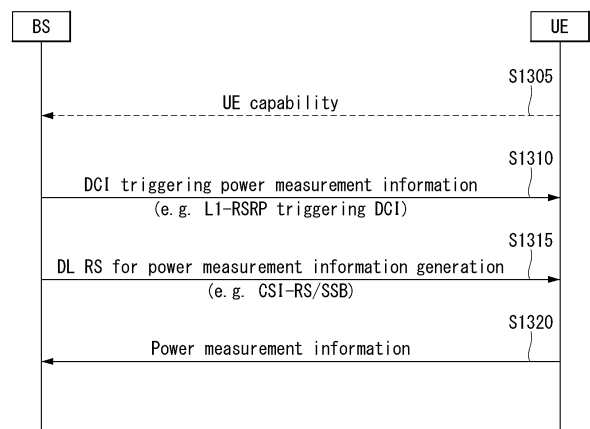 BS
UE
S1305
UE capability
S1310
DCI triggering power measurement information
(e.g. L1-RSRP triggering DCI)
S1315
DL RS for power measurement information generation
(e.g. CSI-RS/SSB)
S1320
Power measurement information